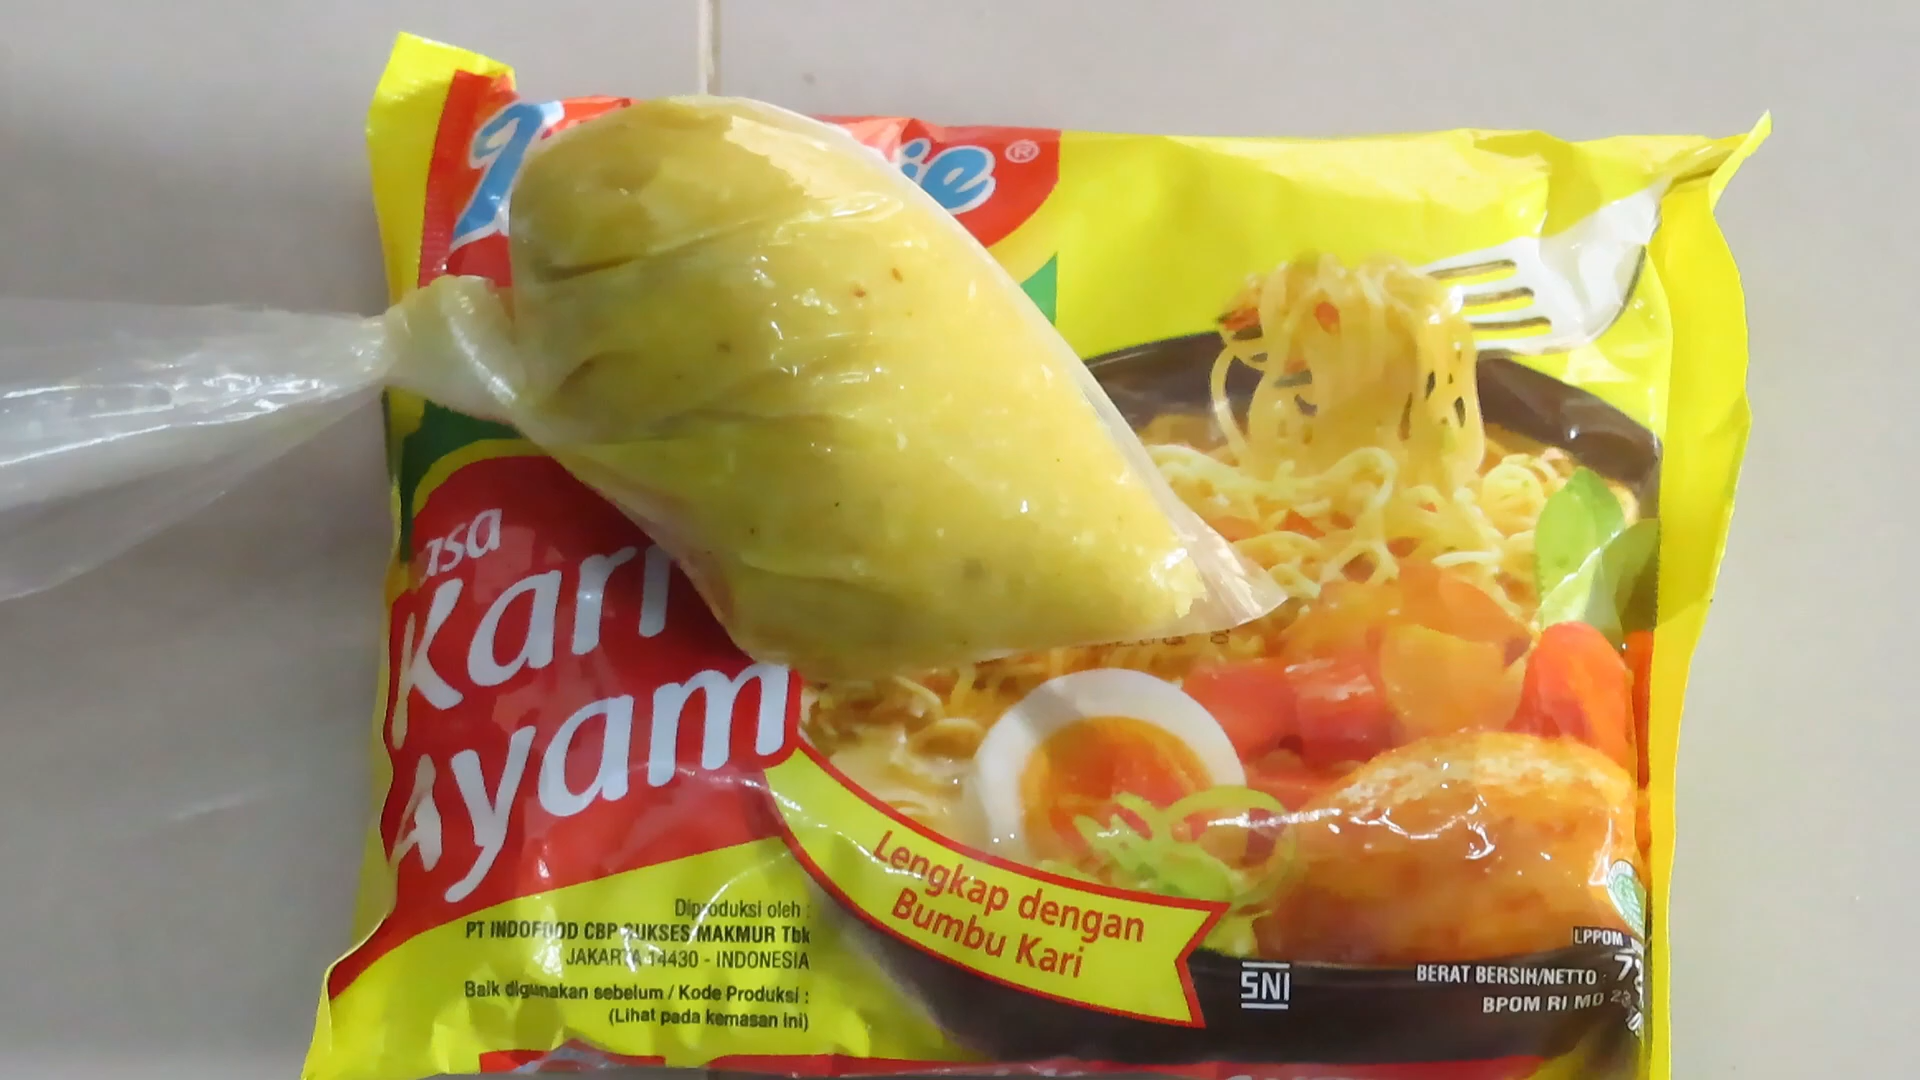 ie®
Kari
Ayam
Lengkap dengan
Bumbu Kari
Diproduksi oleh :
PT INDOFOOD CBP SUKSES MAKMUR Tbk
JAKARTA 14430 - INDONESIA
Baik digunakan sebelum / Kode Produksi :
(Lihat pada kemasan ini)
SNI
LPPOM
BERAT BERSIH/NETTO :
BPOM RI MD